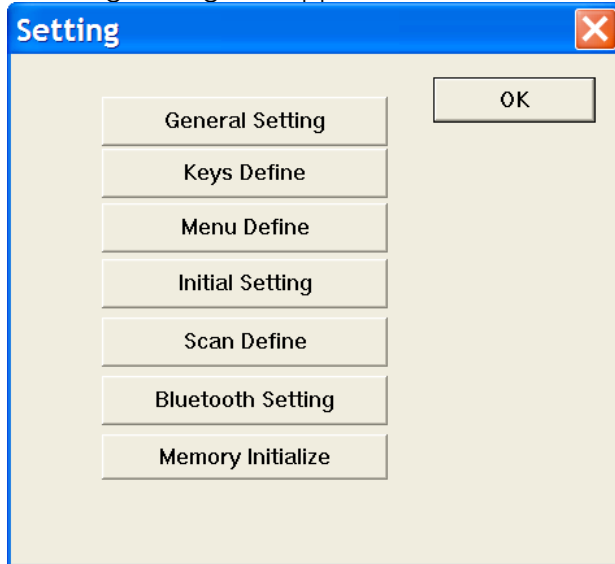 Setting
OK
General Setting
Keys Define
Menu Define
Initial Setting
Scan Define
Bluetooth Setting
Memory Initialize